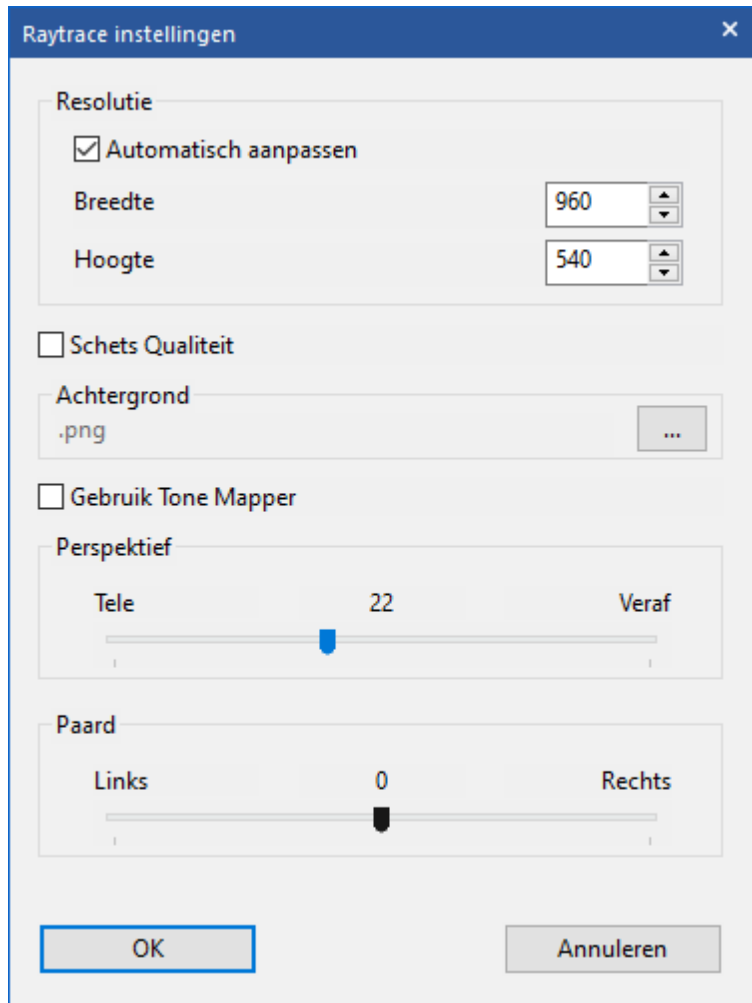 Raytrace instellingen
Resolutie
Automatisch aanpassen
Breedte 960
Hoogte 540
Schets Qualiteit
Achtergrond
.png ...
Gebruik Tone Mapper
Perspektief
Tele 22 Veraf
Paard
Links 0 Rechts
OK Annuleren